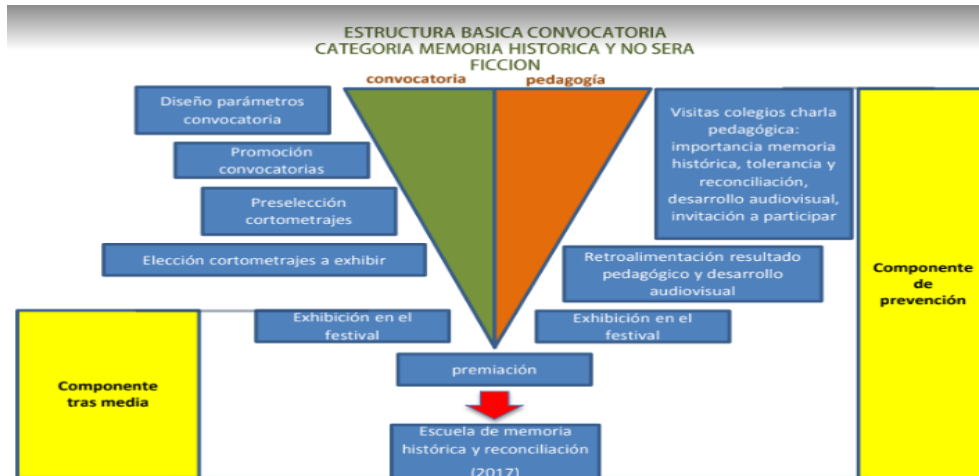 ESTRUCTURA BASICA CONVOCATORIA
CATEGORIA MEMORIA HISTORICA Y NO SERA
FICCION
convocatoria
pedagogía
Diseño parámetros
convocatoria
Promoción
convocatorias
Preselección
cortometrajes
Elección cortometrajes a exhibir
Exhibición en el
festival
Visitas colegios charla
pedagógica:
importancia memoria
histórica, tolerancia y
reconciliación,
desarrollo audiovisual,
invitación a participar
Retroalimentación resultado
pedagógico y desarrollo
audiovisual
Exhibición en el
festival
Componente
de
prevención
Componente
tras media
premiación
Escuela de memoria
histórica y reconciliación
(2017)